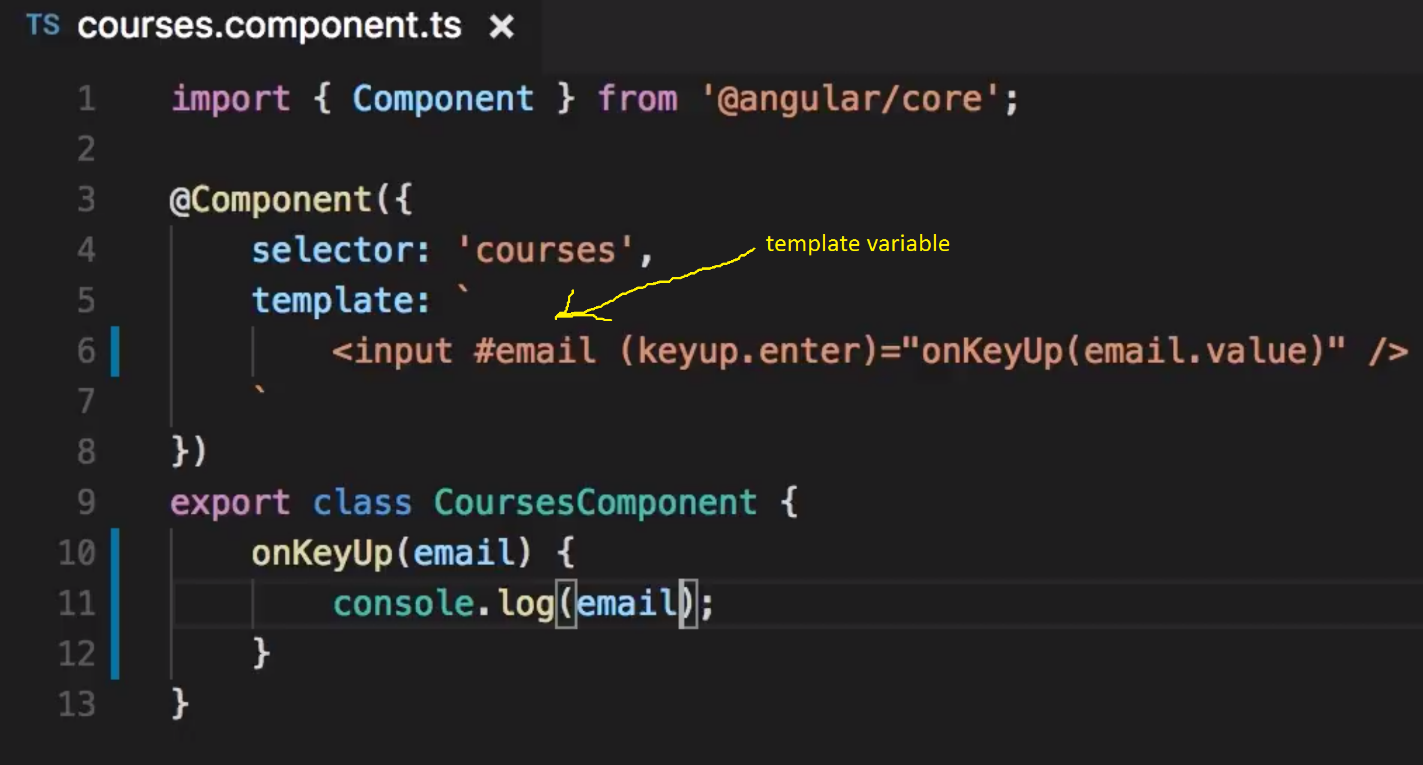 TS courses.component.ts ×
1 import { Component } from '@angular/core';
2
3 @Component({
4 selector: 'courses',
template variable
5 template: `
6 <input #email (keyup.enter)="onKeyUp(email.value)" />
7 `
8 })
9 export class CoursesComponent {
10 onKeyUp(email) {
11 console.log(email);
12 }
13 }